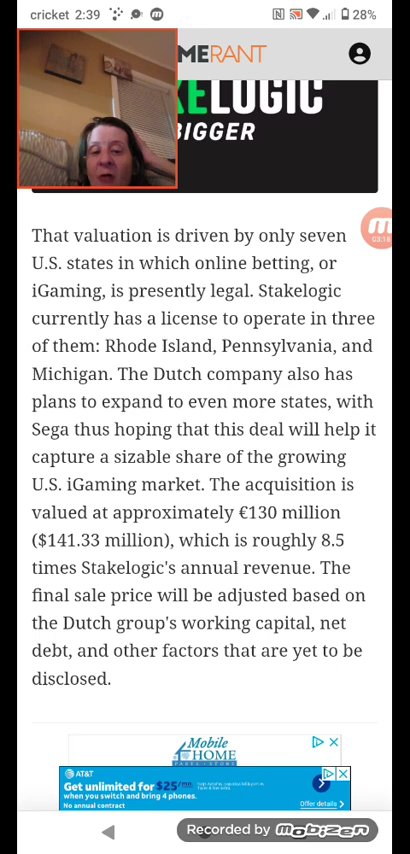 cricket 2:39
28%
MERANT
KELOGIC
BIGGER
03:18
That valuation is driven by only seven
U.S. states in which online betting, or
iGaming, is presently legal. Stakelogic
currently has a license to operate in three
of them: Rhode Island, Pennsylvania, and
Michigan. The Dutch company also has
plans to expand to even more states, with
Sega thus hoping that this deal will help it
capture a sizable share of the growing
U.S. iGaming market. The acquisition is
valued at approximately €130 million
($141.33 million), which is roughly 8.5
times Stakelogic's annual revenue. The
final sale price will be adjusted based on
the Dutch group's working capital, net
debt, and other factors that are yet to be
disclosed.
Mobile
HOME
PARTS STORE
AT&T
Get unlimited for $25/mo.
when you switch and bring 4 phones.
No annual contract
Offer details
Recorded by mobizen